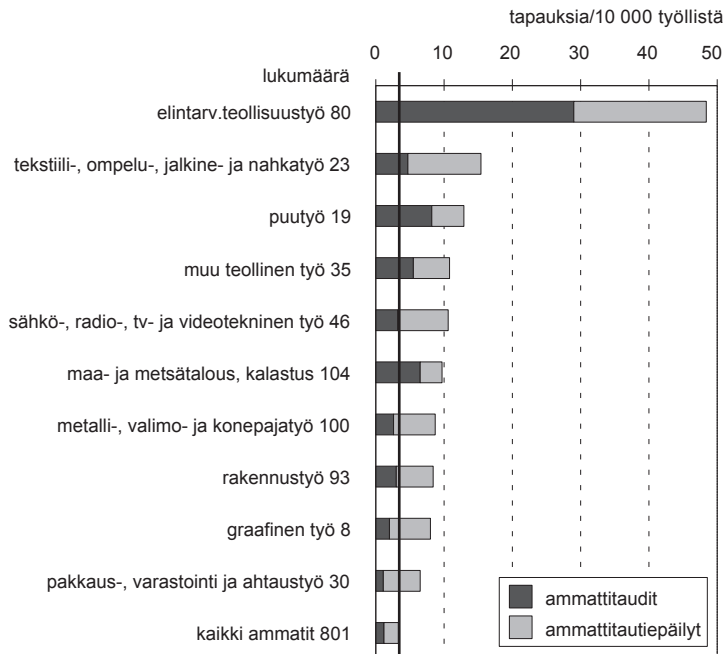 tapauksia/10 000 työllistä
0 10 20 30 40 50
lukumäärä
elintarv.teollisuustyö 80
tekstiili-, ompelu-, jalkine- ja nahkatyö 23
puutyö 19
muu teollinen työ 35
sähkö-, radio-, tv- ja videotekninen työ 46
maa- ja metsätalous, kalastus 104
metalli-, valimo- ja konepajatyö 100
rakennustyö 93
graafinen työ 8
pakkaus-, varastointi ja ahtaustyö 30
kaikki ammatit 801
ammattitaudit
ammattitautiepäilyt